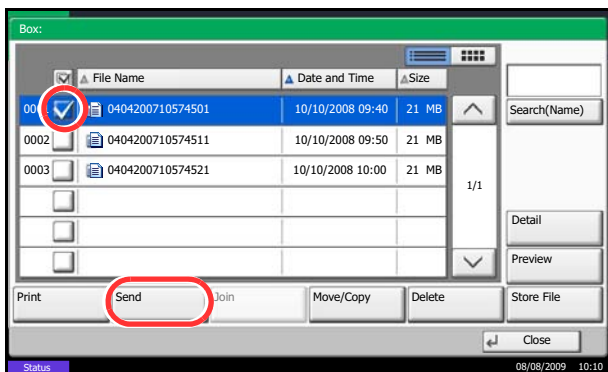 Box:
File Name Date and Time Size
0001 0404200710574501 10/10/2008 09:40 21 MB Search(Name)
0002 0404200710574511 10/10/2008 09:50 21 MB
0003 0404200710574521 10/10/2008 10:00 21 MB
1/1
Detail
Preview
Print Send Join Move/Copy Delete Store File
Close
Status 08/08/2009 10:10